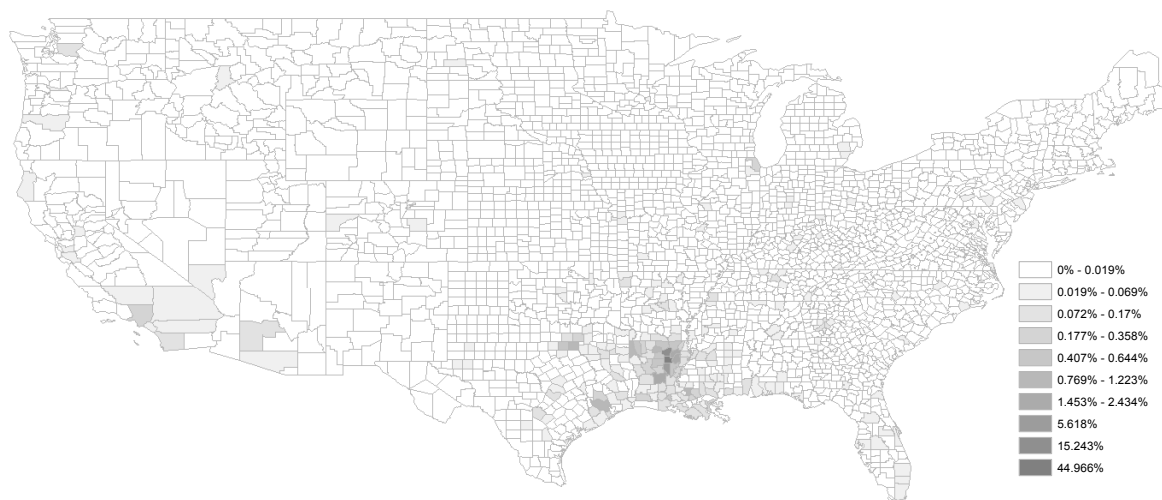 0% - 0.019%
0.019% - 0.069%
0.072% - 0.17%
0.177% - 0.358%
0.407% - 0.644%
0.769% - 1.223%
1.453% - 2.434%
5.618%
15.243%
44.966%